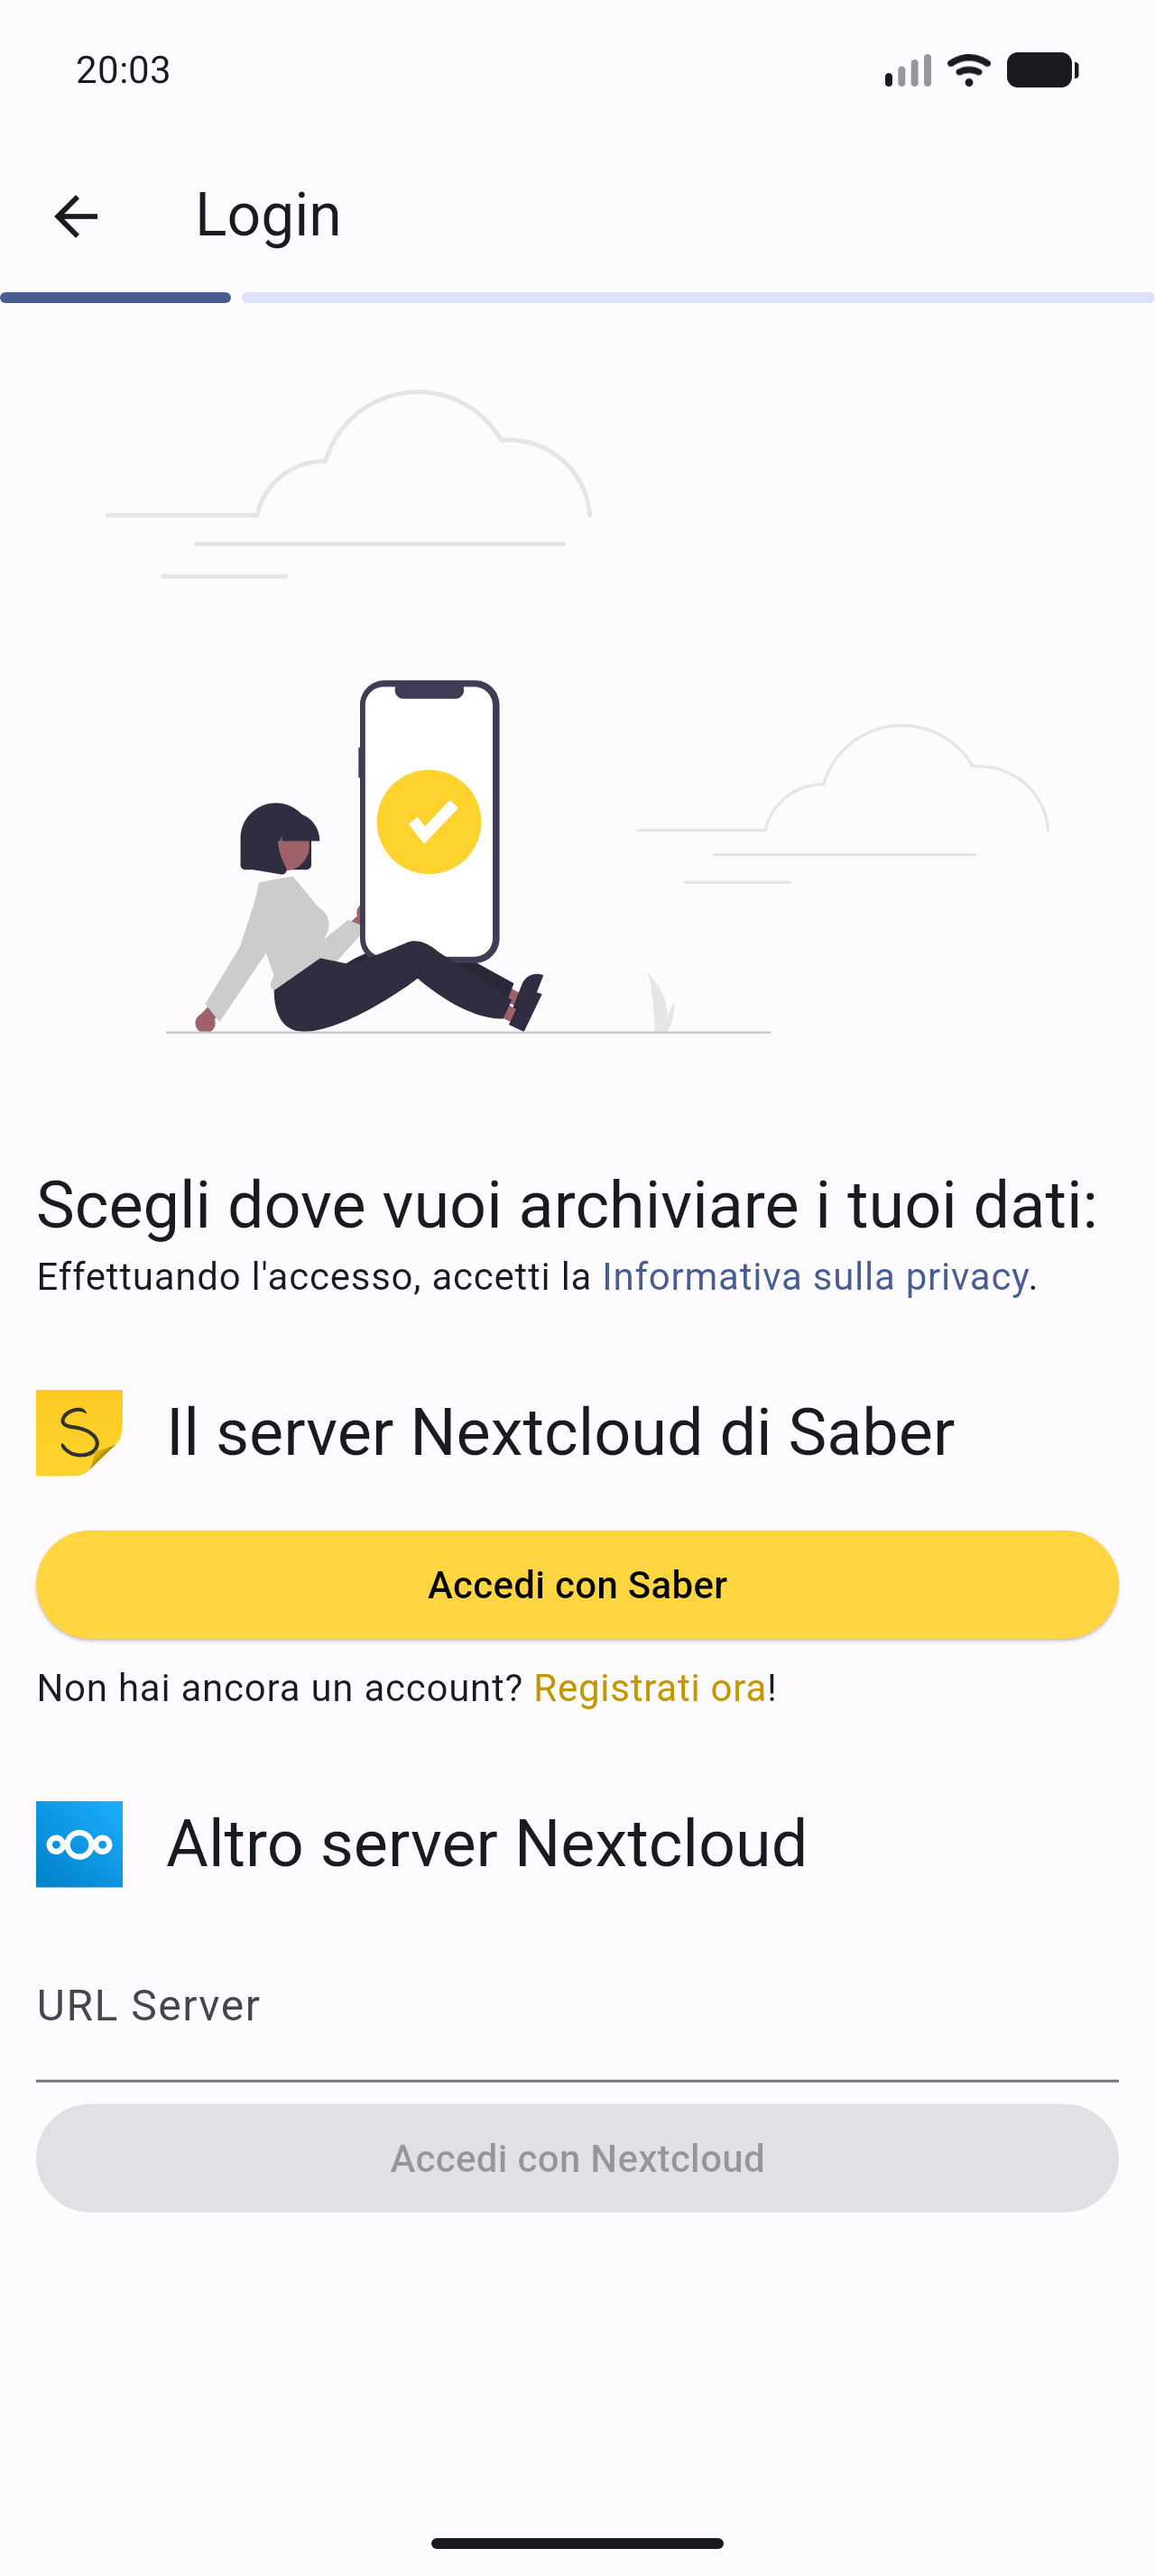 20:03
Login
Scegli dove vuoi archiviare i tuoi dati:
Effettuando l'accesso, accetti la Informativa sulla privacy.
S
Il server Nextcloud di Saber
Accedi con Saber
Non hai ancora un account? Registrati ora!
Altro server Nextcloud
URL Server
Accedi con Nextcloud